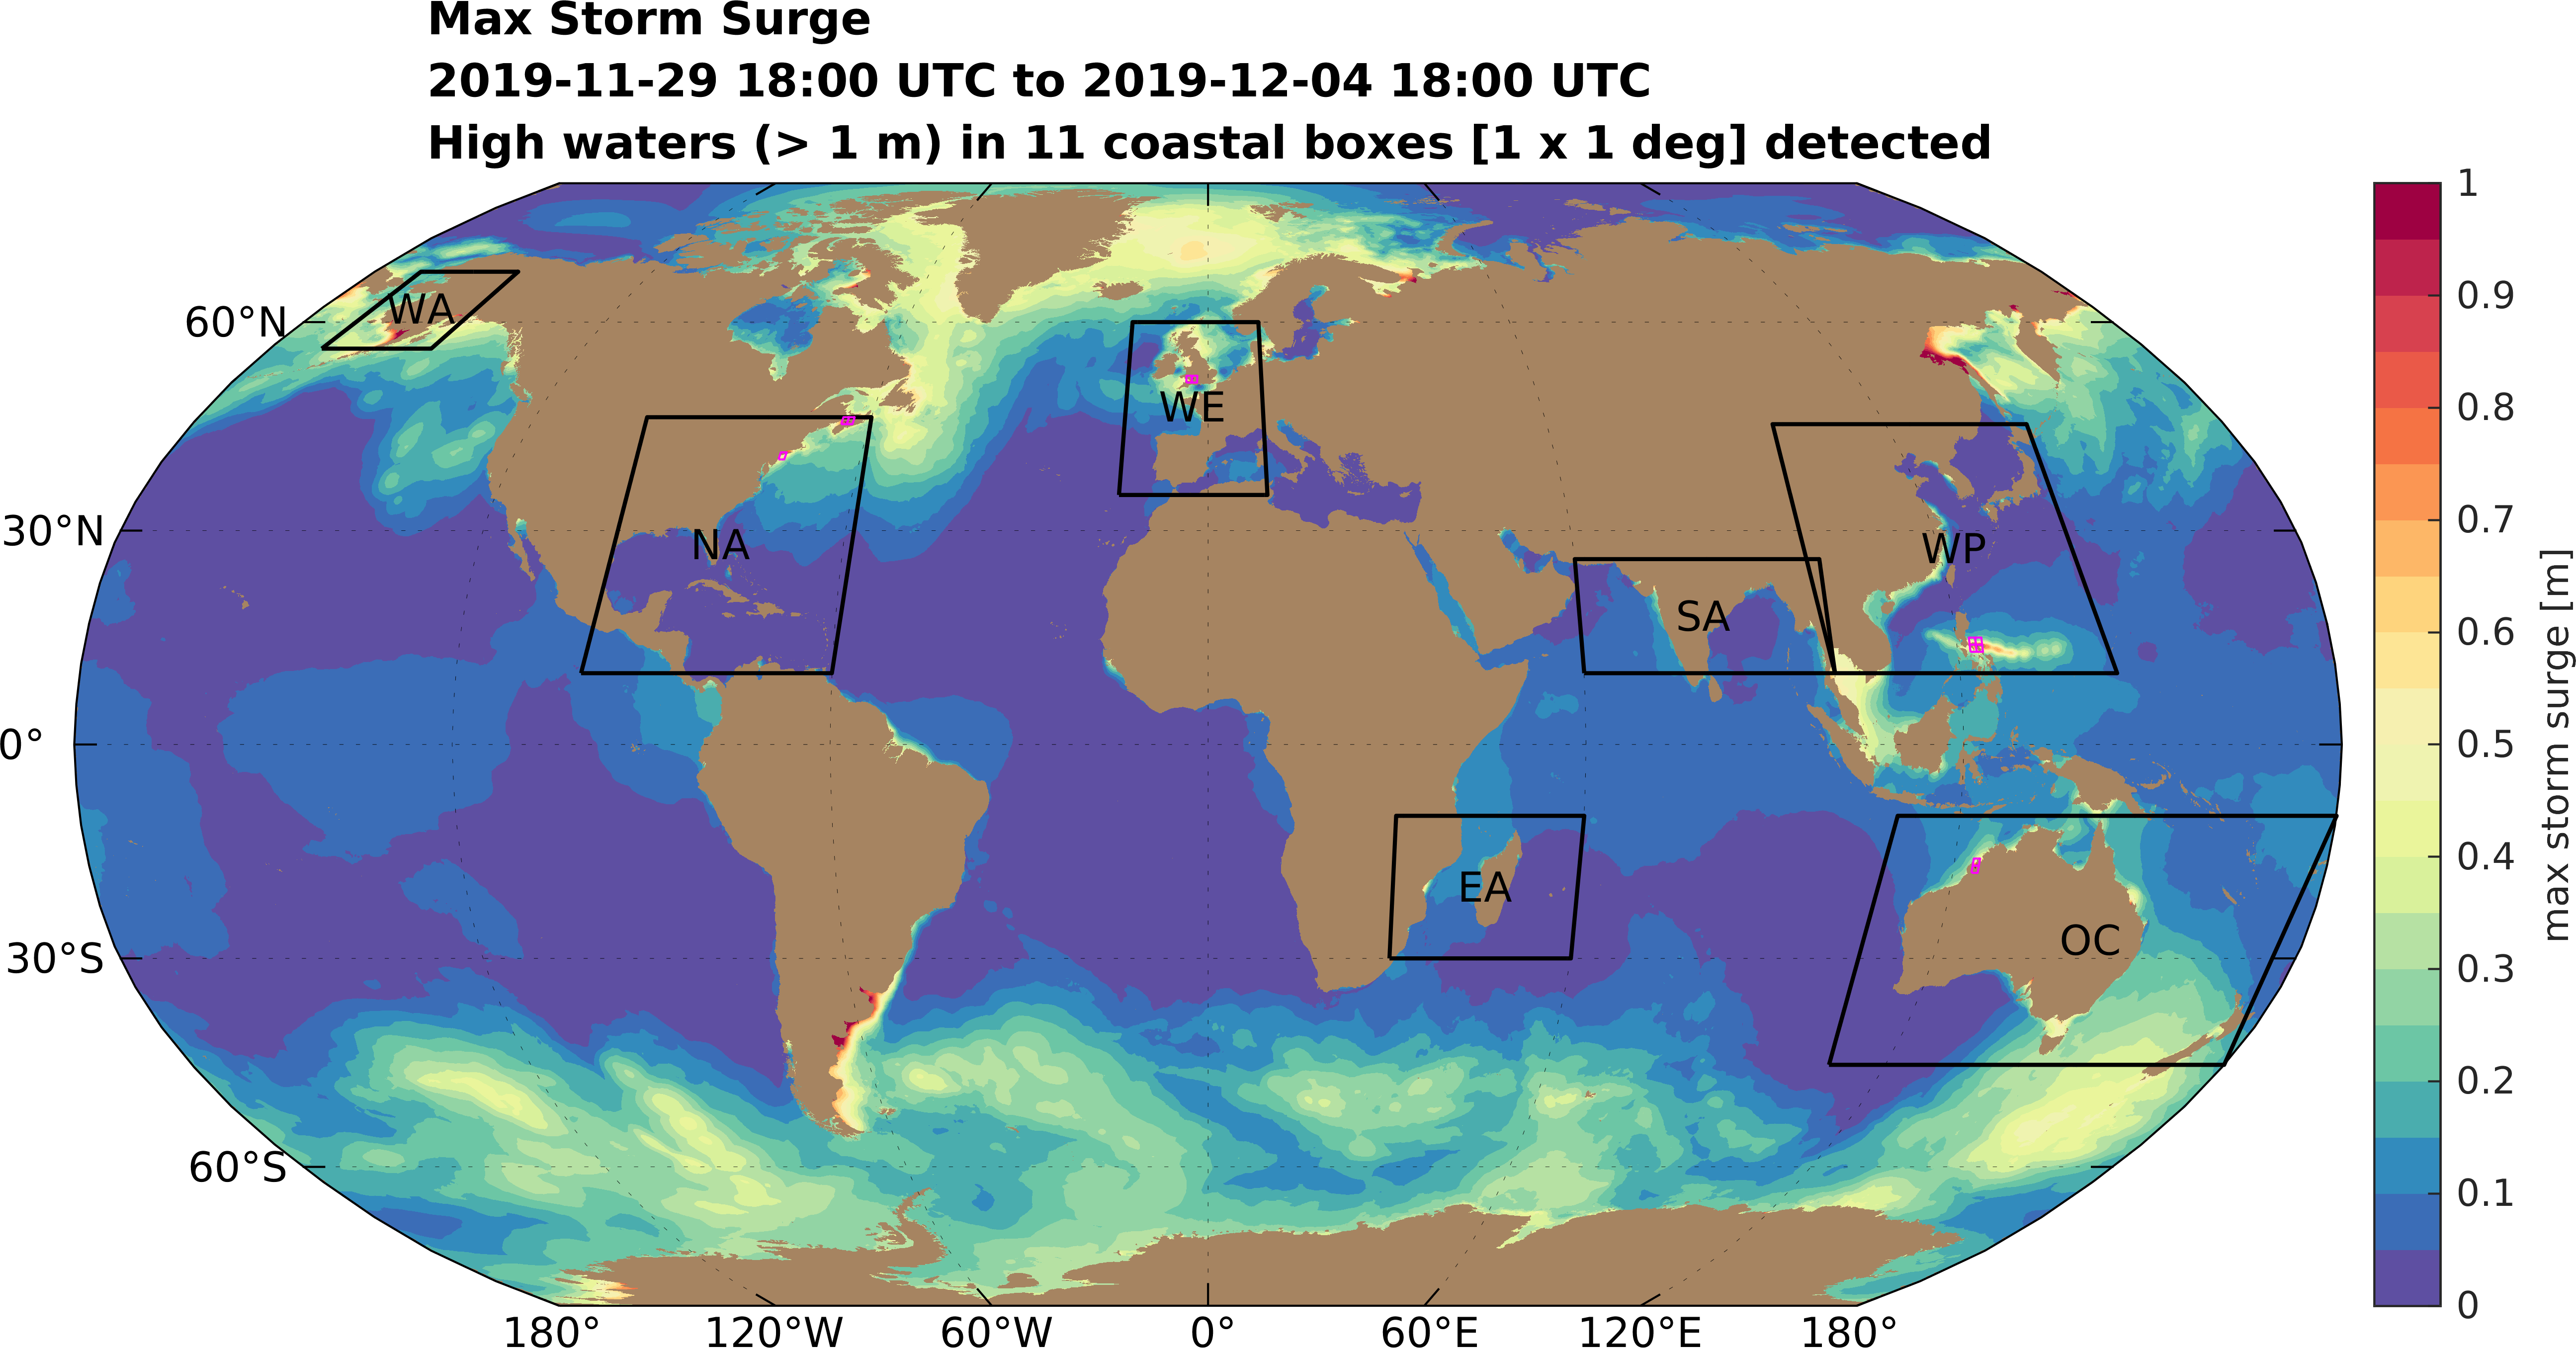 Max Storm Surge
2019-11-29 18:00 UTC to 2019-12-04 18:00 UTC
High waters (> 1 m) in 11 coastal boxes [1 x 1 deg] detected
60°N
30°N
0°
30°S
60°S
180°
120°W
60°W
0°
60°E
120°E
180°
WA
NA
WE
SA
WP
EA
OC
1
0.9
0.8
0.7
0.6
0.5
0.4
0.3
0.2
0.1
0
max storm surge [m]